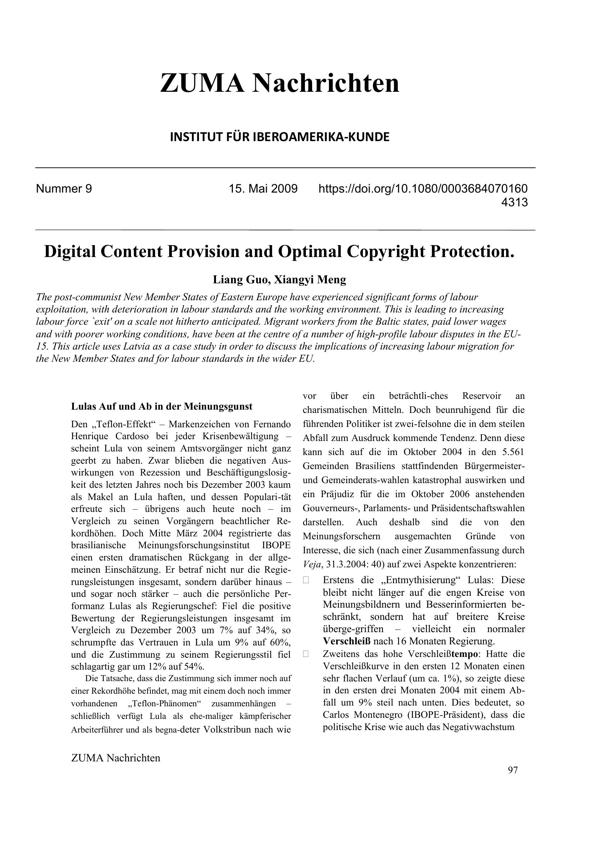 ZUMA Nachrichten
INSTITUT FÜR IBEROAMERIKA-KUNDE
Nummer 9 15. Mai 2009 https://doi.org/10.1080/0003684070160
4313
Digital Content Provision and Optimal Copyright Protection.
Liang Guo, Xiangyi Meng
The post-communist New Member States of Eastern Europe have experienced significant forms of labour
exploitation, with deterioration in labour standards and the working environment. This is leading to increasing
labour force `exit' on a scale not hitherto anticipated. Migrant workers from the Baltic states, paid lower wages
and with poorer working conditions, have been at the centre of a number of high-profile labour disputes in the EU-
15. This article uses Latvia as a case study in order to discuss the implications of increasing labour migration for
the New Member States and for labour standards in the wider EU.
Lulas Auf und Ab in der Meinungsgunst
Den „Teflon-Effekt“ – Markenzeichen von Fernando
Henrique Cardoso bei jeder Krisenbewältigung –
scheint Lula von seinem Amtsvorgänger nicht ganz
geerbt zu haben. Zwar blieben die negativen Aus-
wirkungen von Rezession und Beschäftigungslosig-
keit des letzten Jahres noch bis Dezember 2003 kaum
als Makel an Lula haften, und dessen Populari-tät
erfreute sich – übrigens auch heute noch – im
Vergleich zu seinen Vorgängern beachtlicher Re-
kordhöhen. Doch Mitte März 2004 registrierte das
brasilianische Meinungsforschungsinstitut IBOPE
einen ersten dramatischen Rückgang in der allge-
meinen Einschätzung. Er betraf nicht nur die Regie-
rungsleistungen insgesamt, sondern darüber hinaus –
und sogar noch stärker – auch die persönliche Per-
formanz Lulas als Regierungschef: Fiel die positive
Bewertung der Regierungsleistungen insgesamt im
Vergleich zu Dezember 2003 um 7% auf 34%, so
schrumpfte das Vertrauen in Lula um 9% auf 60%,
und die Zustimmung zu seinem Regierungsstil fiel
schlagartig gar um 12% auf 54%.
Die Tatsache, dass die Zustimmung sich immer noch auf
einer Rekordhöhe befindet, mag mit einem doch noch immer
vorhandenen „Teflon-Phänomen“ zusammenhängen –
schließlich verfügt Lula als ehe-maliger kämpferischer
Arbeiterführer und als begna-deter Volkstribun nach wie
vor über ein beträchtli-ches Reservoir an
charismatischen Mitteln. Doch beunruhigend für die
führenden Politiker ist zwei-felsohne die in dem steilen
Abfall zum Ausdruck kommende Tendenz. Denn diese
kann sich auf die im Oktober 2004 in den 5.561
Gemeinden Brasiliens stattfindenden Bürgermeister-
und Gemeinderats-wahlen katastrophal auswirken und
ein Präjudiz für die im Oktober 2006 anstehenden
Gouverneurs-, Parlaments- und Präsidentschaftswahlen
darstellen. Auch deshalb sind die von den
Meinungsforschern ausgemachten Gründe von
Interesse, die sich (nach einer Zusammenfassung durch
Veja, 31.3.2004: 40) auf zwei Aspekte konzentrieren:
Erstens die „Entmythisierung“ Lulas: Diese
bleibt nicht länger auf die engen Kreise von
Meinungsbildnern und Besserinformierten be-
schränkt, sondern hat auf breitere Kreise
überge-griffen – vielleicht ein normaler
Verschleiß nach 16 Monaten Regierung.
Zweitens das hohe Verschleißtempo: Hatte die
Verschleißkurve in den ersten 12 Monaten einen
sehr flachen Verlauf (um ca. 1%), so zeigte diese
in den ersten drei Monaten 2004 mit einem Ab-
fall um 9% steil nach unten. Dies bedeutet, so
Carlos Montenegro (IBOPE-Präsident), dass die
politische Krise wie auch das Negativwachstum
ZUMA Nachrichten
97